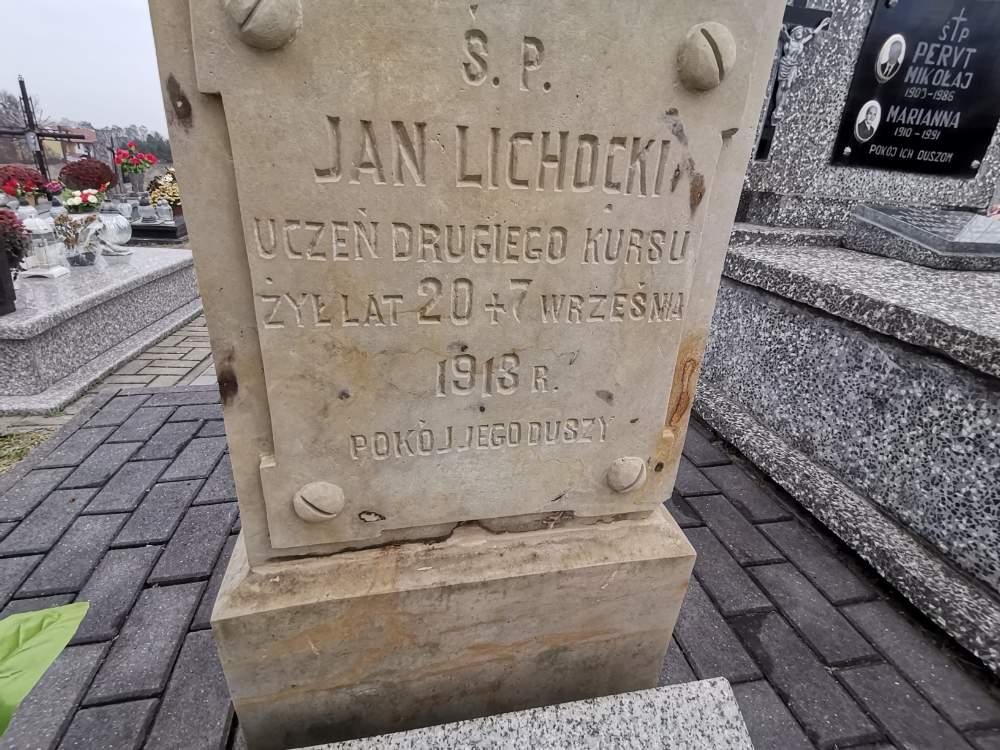 Ś. P.
JAN LICHOCKI
UCZEŃ DRUGIEGO KURSU
ŻYŁ LAT 20 + 7 WRZEŚNIA
1913 R.
POKÓJ JEGO DUSZY
ŚTP
PERYT
MIKOŁAJ
1903-1986
MARIANNA
1910-1991
POKÓJ ICH DUSZOM